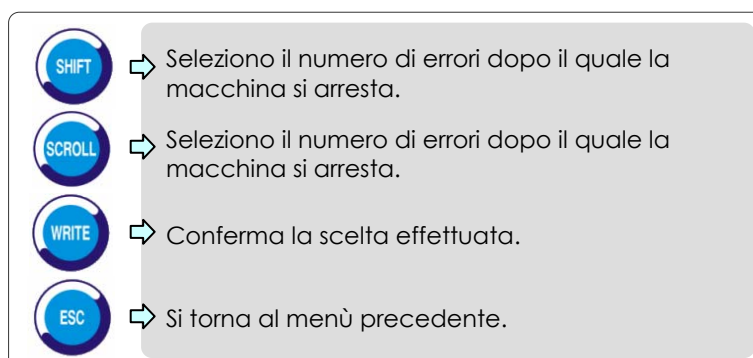 SHIFT
Seleziono il numero di errori dopo il quale la
macchina si arresta.
SCROLL
Seleziono il numero di errori dopo il quale la
macchina si arresta.
WRITE
Conferma la scelta effettuata.
ESC
Si torna al menù precedente.